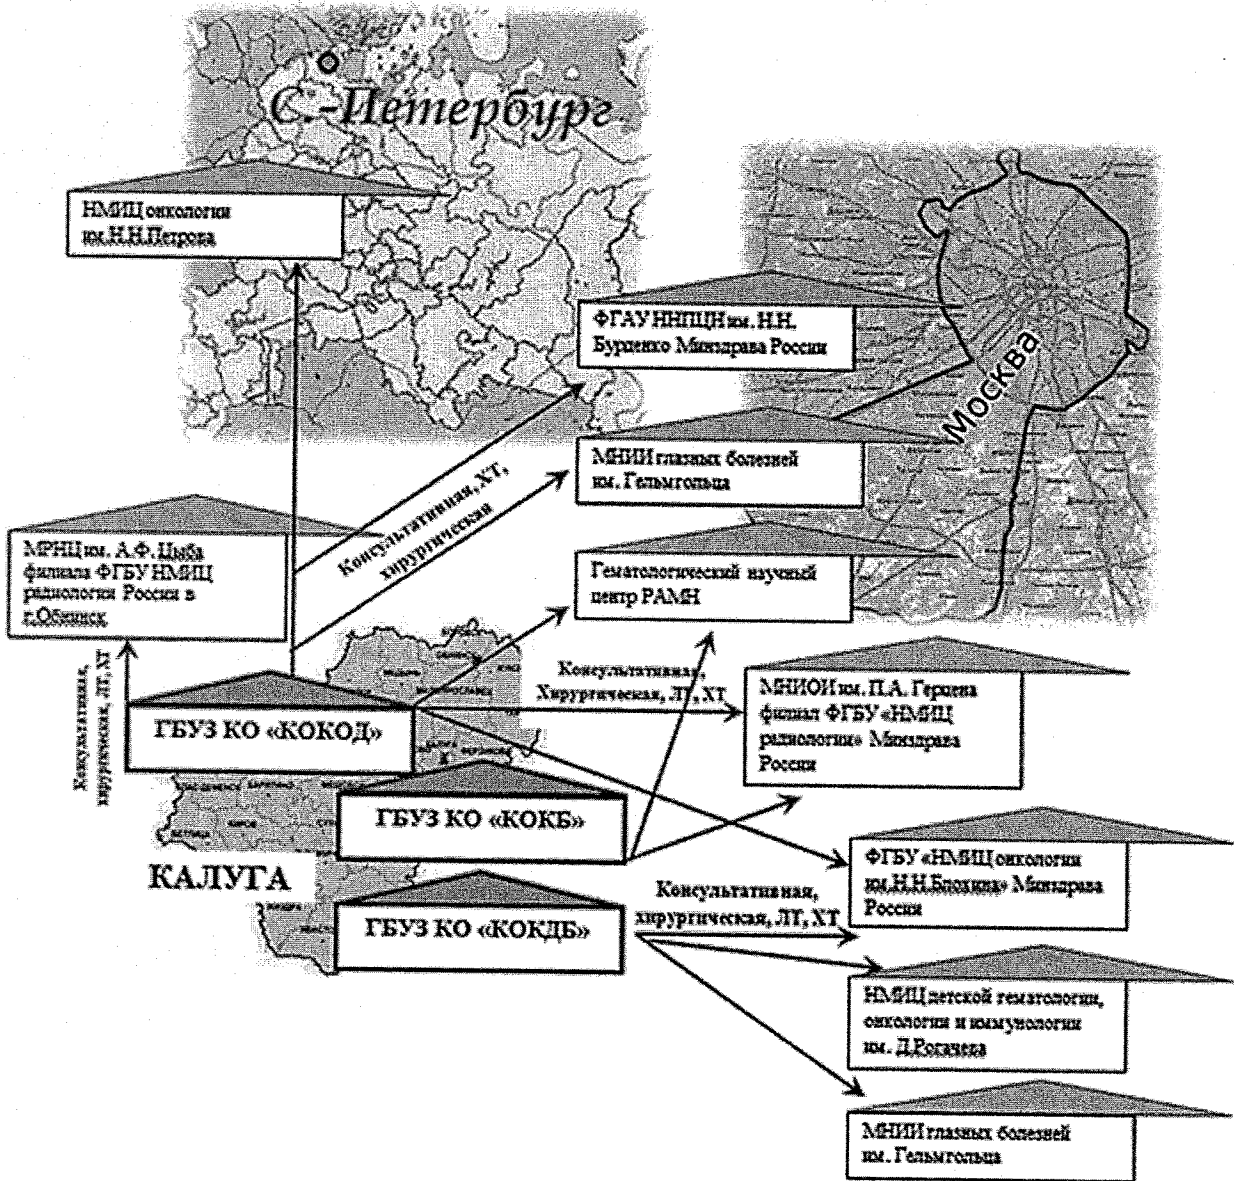 С.-Петербург
НМИЦ онкологии
им.Н.Н.Петрова
ФГАУ ННПЦН им. Н.Н.
Бурденко Минздрава России
Москва
МНИИ глазных болезней
им. Гельмгольца
Консультативная, ХТ,
хирургическая
МРНЦ им. А.Ф. Цыба
филиала ФГБУ НМИЦ
радиологии России в
г.Обнинск
Гематологический научный
центр РАМН
Консультативная,
хирургическая, ЛТ, ХТ
Консультативная,
Хирургическая, ЛТ, ХТ
МНИОИ им. П.А. Герцена
филиал ФГБУ «НМИЦ
радиологии» Минздрава
России
ГБУЗ КО «КОКОД»
ГБУЗ КО «КОКБ»
КАЛУГА
ФГБУ «НМИЦ онкологии
им.Н.Н.Блохина» Минздрава
России
Консультативная,
хирургическая, ЛТ, ХТ
ГБУЗ КО «КОКДБ»
НМИЦ детской гематологии,
онкологии и иммунологии
им. Д.Рогачева
МНИИ глазных болезней
им. Гельмгольца